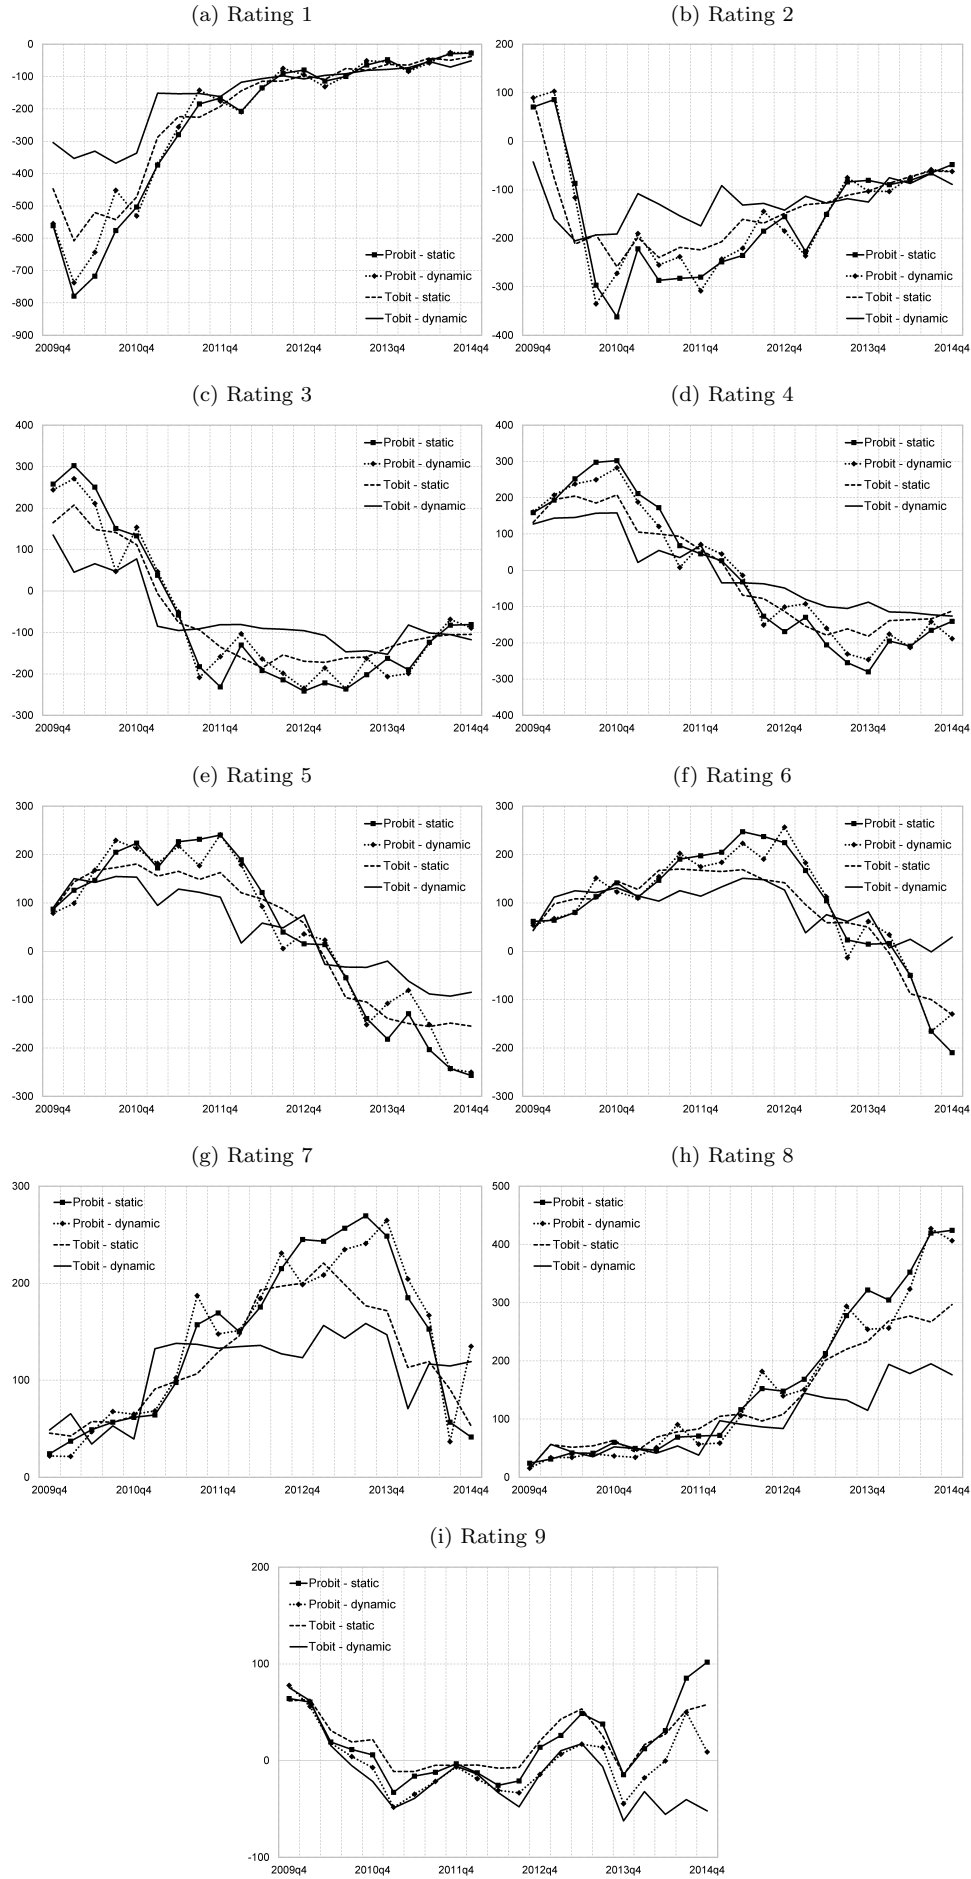 (a) Rating 1
0
-100
-200
-300
-400
-500
-600
-700
-800
-900
Probit - static
Probit - dynamic
Tobit - static
Tobit - dynamic
2009q4 2010q4 2011q4 2012q4 2013q4 2014q4
(b) Rating 2
200
100
0
-100
-200
-300
-400
Probit - static
Probit - dynamic
Tobit - static
Tobit - dynamic
2009q4 2010q4 2011q4 2012q4 2013q4 2014q4
(c) Rating 3
400
300
200
100
0
-100
-200
-300
Probit - static
Probit - dynamic
Tobit - static
Tobit - dynamic
2009q4 2010q4 2011q4 2012q4 2013q4 2014q4
(d) Rating 4
400
300
200
100
0
-100
-200
-300
-400
Probit - static
Probit - dynamic
Tobit - static
Tobit - dynamic
2009q4 2010q4 2011q4 2012q4 2013q4 2014q4
(e) Rating 5
300
200
100
0
-100
-200
-300
Probit - static
Probit - dynamic
Tobit - static
Tobit - dynamic
2009q4 2010q4 2011q4 2012q4 2013q4 2014q4
(f) Rating 6
300
200
100
0
-100
-200
-300
Probit - static
Probit - dynamic
Tobit - static
Tobit - dynamic
2009q4 2010q4 2011q4 2012q4 2013q4 2014q4
(g) Rating 7
300
200
100
0
Probit - static
Probit - dynamic
Tobit - static
Tobit - dynamic
2009q4 2010q4 2011q4 2012q4 2013q4 2014q4
(h) Rating 8
500
400
300
200
100
0
Probit - static
Probit - dynamic
Tobit - static
Tobit - dynamic
2009q4 2010q4 2011q4 2012q4 2013q4 2014q4
(i) Rating 9
200
100
0
-100
Probit - static
Probit - dynamic
Tobit - static
Tobit - dynamic
2009q4 2010q4 2011q4 2012q4 2013q4 2014q4